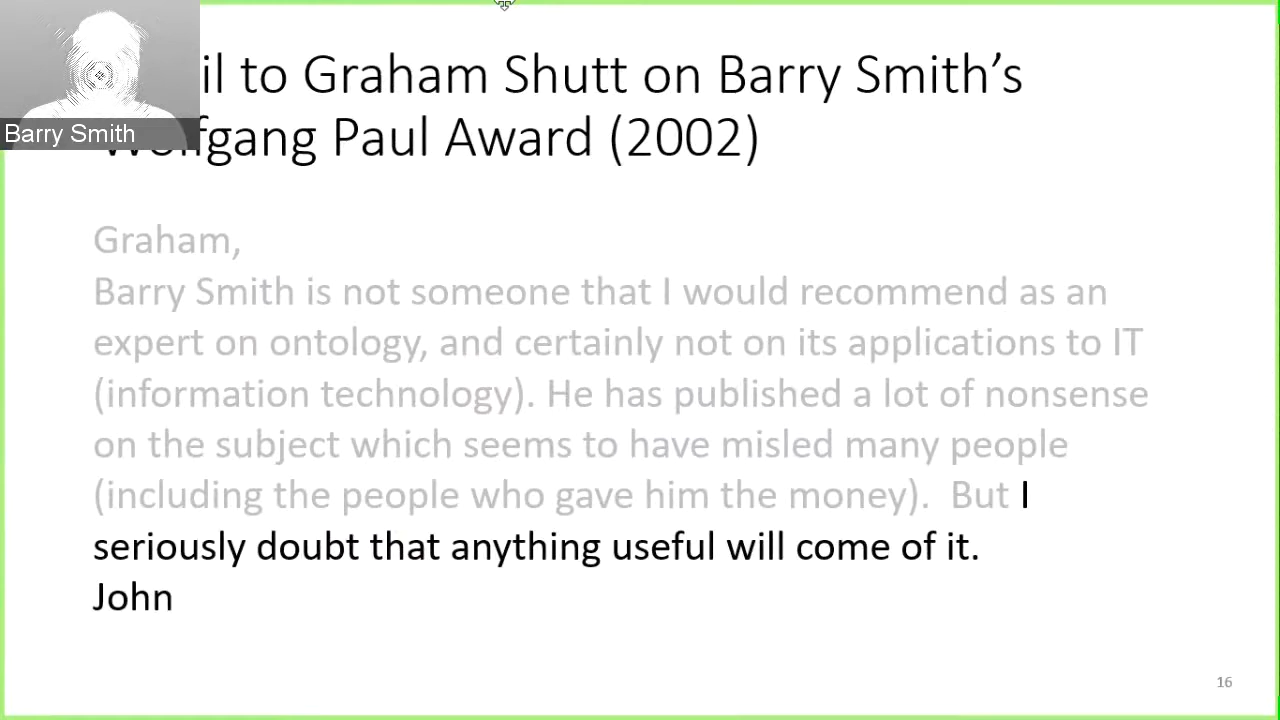 il to Graham Shutt on Barry Smith’s
Barry Smith
Wolfgang Paul Award (2002)
Graham,
Barry Smith is not someone that I would recommend as an
expert on ontology, and certainly not on its applications to IT
(information technology). He has published a lot of nonsense
on the subject which seems to have misled many people
(including the people who gave him the money).  But I
seriously doubt that anything useful will come of it.
John
16